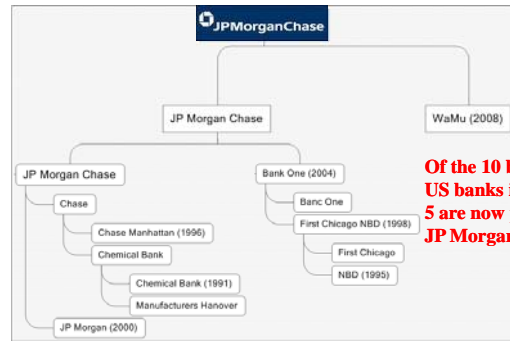 JPMorganChase
JP Morgan Chase
WaMu (2008)
JP Morgan Chase
Bank One (2004)
Chase
Banc One
Chase Manhattan (1996)
First Chicago NBD (1998)
Chemical Bank
First Chicago
Chemical Bank (1991)
NBD (1995)
Manufacturers Hanover
JP Morgan (2000)
Of the 10
US banks
5 are now
JP Morgan